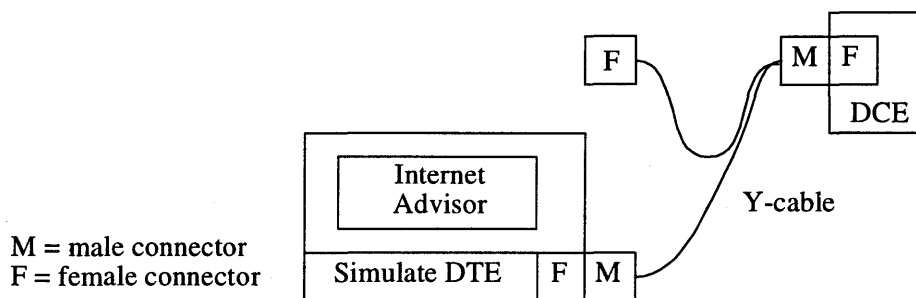 F
M F
DCE
Internet
Advisor
Y-cable
M = male connector
F = female connector
Simulate DTE F M